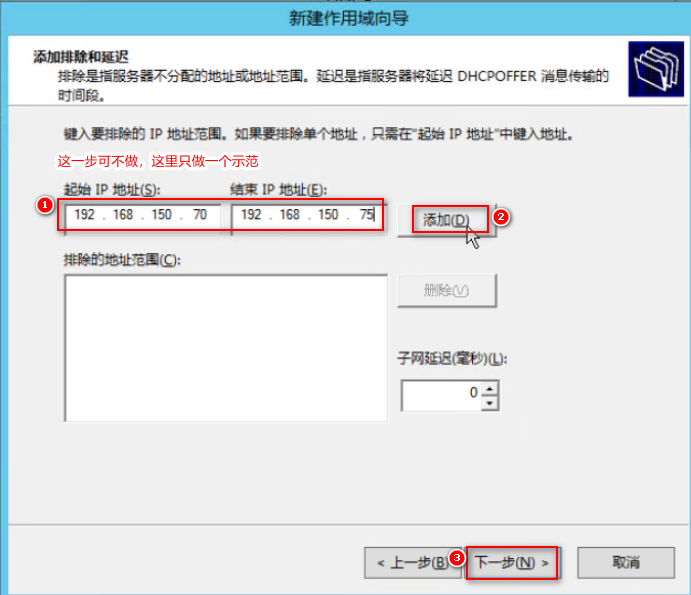 新建作用域向导
添加排除和延迟
排除是指服务器不分配的地址或地址范围。延迟是指服务器将延迟 DHCPOFFER 消息传输的
时间段。
键入要排除的 IP 地址范围。如果要排除单个地址，只需在"起始 IP 地址"中键入地址。
这一步可不做，这里只做一个示范
起始 IP 地址(S): 结束 IP 地址(E):
1 192 . 168 . 150 . 70 192 . 168 . 150 . 75 添加(D) 2
排除的地址范围(C):
删除(V)
子网延迟(毫秒)(L):
0
< 上一步(B) 3 下一步(N) > 取消